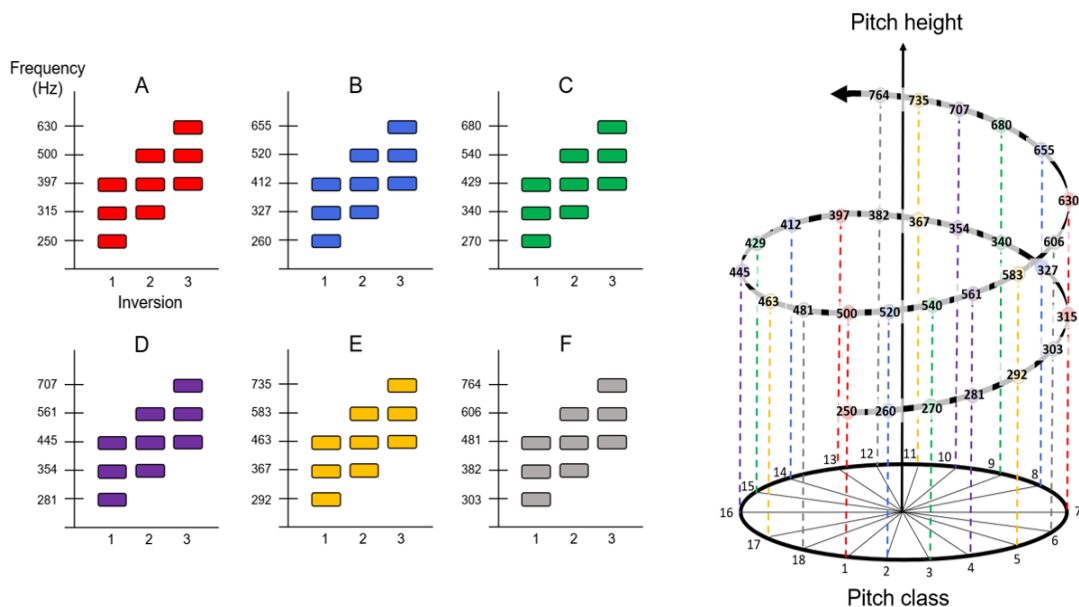 Frequency
(Hz)
A
630
500
397
315
250
1 2 3
Inversion
B
655
520
412
327
260
1 2 3
C
680
540
429
340
270
1 2 3
D
707
561
445
354
281
1 2 3
E
735
583
463
367
292
1 2 3
F
764
606
481
382
303
1 2 3
Pitch height
764 735 707 680 655 630
412 397 382 367 354 340 327
429 606
445 463 481 500 520 540 561 583
315
303
292
250 260 270 281
13 12 11 10 9
14 8
15
16 7
17 6
18 1 2 3 4 5
Pitch class